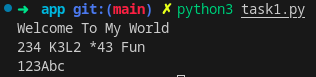 ➜ app git:(main) ✗ python3 task1.py
Welcome To My World
234 K3L2 *43 Fun
123Abc